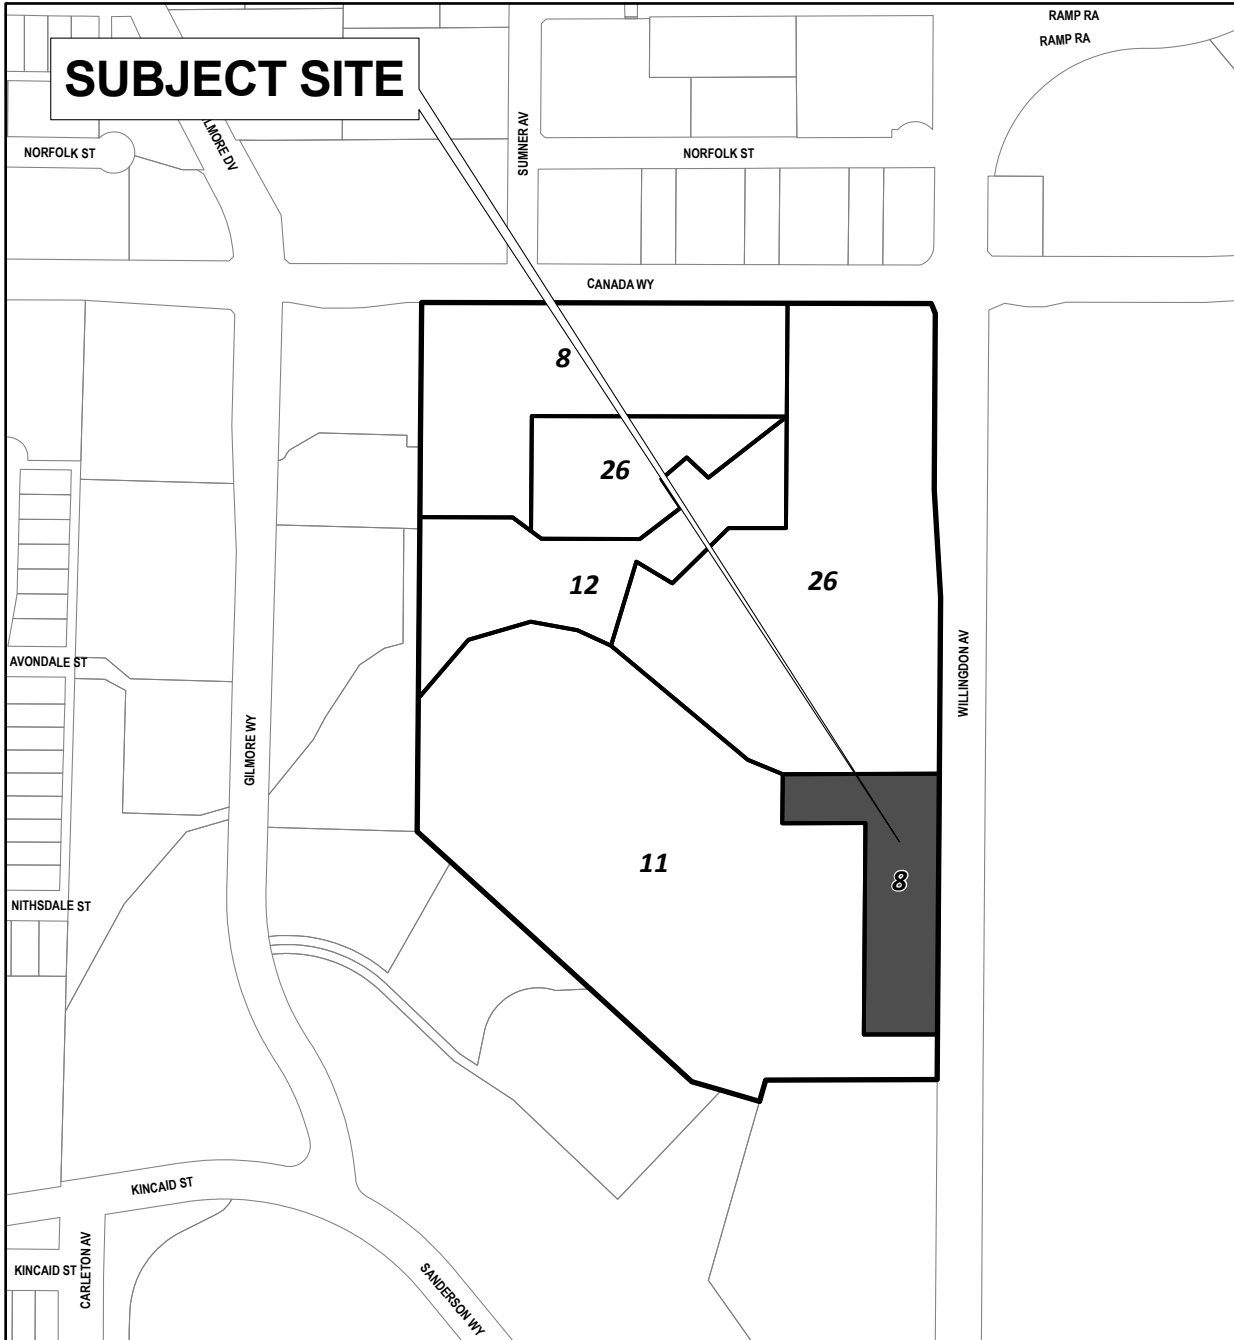 RAMP RA
RAMP RA
SUBJECT SITE
LMORE DV
SUMNER AV
NORFOLK ST
NORFOLK ST
CANADA WY
8
26
12
26
AVONDALE ST
WILLINGDON AV
GILMORE WY
11
8
NITHSDALE ST
KINCAID ST
CARLETON AV
KINCAID ST
SANDERSON WY